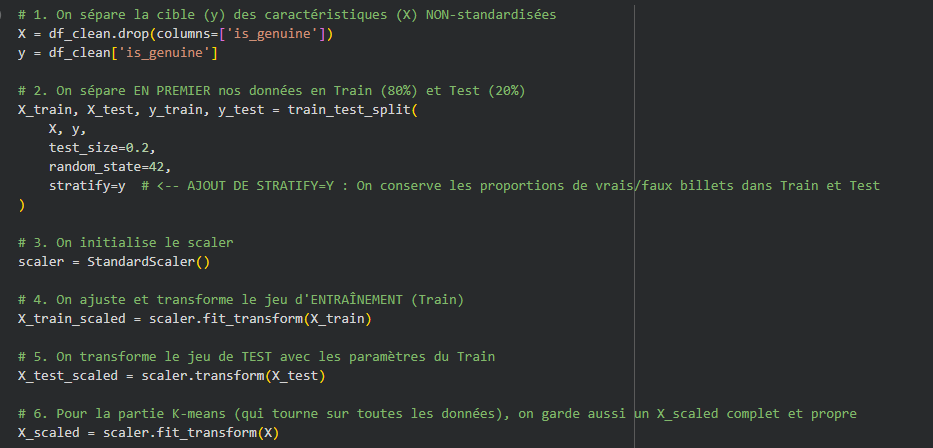 # 1. On sépare la cible (y) des caractéristiques (X) NON-standardisées
X = df_clean.drop(columns=['is_genuine'])
y = df_clean['is_genuine']
# 2. On sépare EN PREMIER nos données en Train (80%) et Test (20%)
X_train, X_test, y_train, y_test = train_test_split(
X, y,
test_size=0.2,
random_state=42,
stratify=y # <-- AJOUT DE STRATIFY=Y : On conserve les proportions de vrais/faux billets dans Train et Test
)
# 3. On initialise le scaler
scaler = StandardScaler()
# 4. On ajuste et transforme le jeu d'ENTRAÎNEMENT (Train)
X_train_scaled = scaler.fit_transform(X_train)
# 5. On transforme le jeu de TEST avec les paramètres du Train
X_test_scaled = scaler.transform(X_test)
# 6. Pour la partie K-means (qui tourne sur toutes les données), on garde aussi un X_scaled complet et propre
X_scaled = scaler.fit_transform(X)